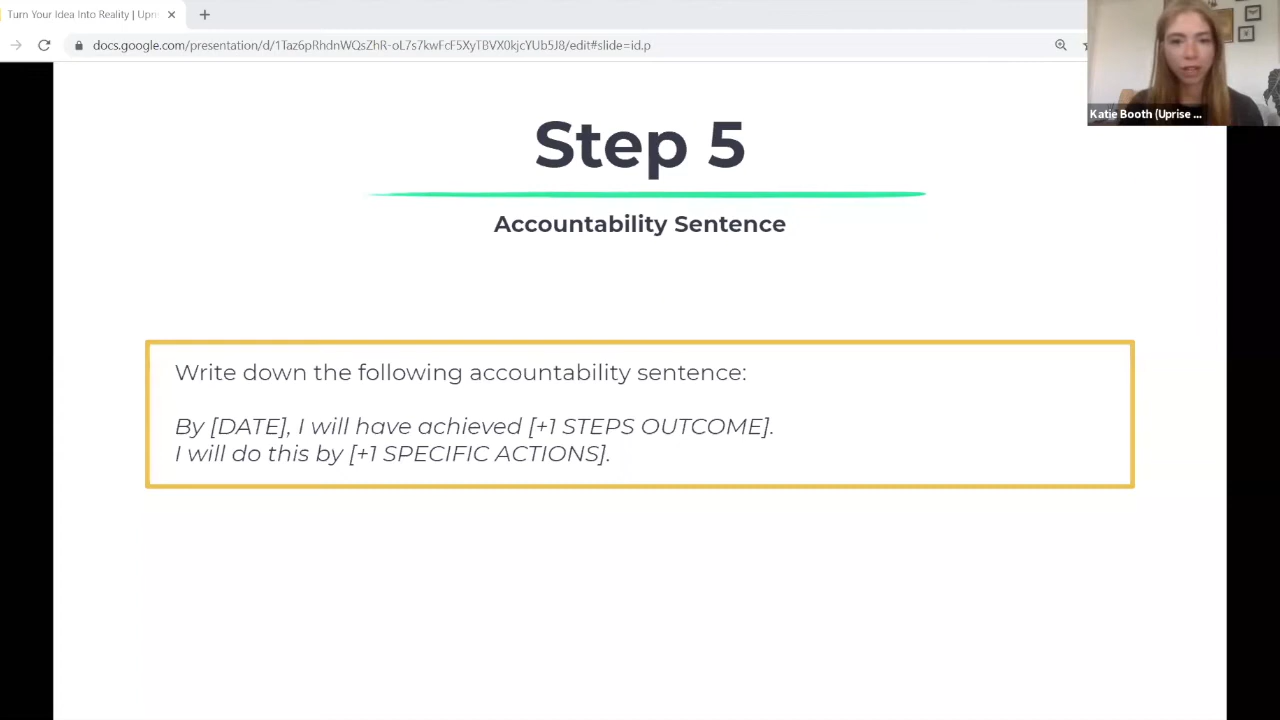 Turn Your Idea Into Reality | Upri
docs.google.com/presentation/d/1Taz6pRhdnWQsZhR-oL7s7kwFcF5XyTBVX0kjcYUb5J8/edit#slide=id.p
Katie Booth (Uprise ...
Step 5
Accountability Sentence
Write down the following accountability sentence:
By [DATE], I will have achieved [+1 STEPS OUTCOME].
I will do this by [+1 SPECIFIC ACTIONS].